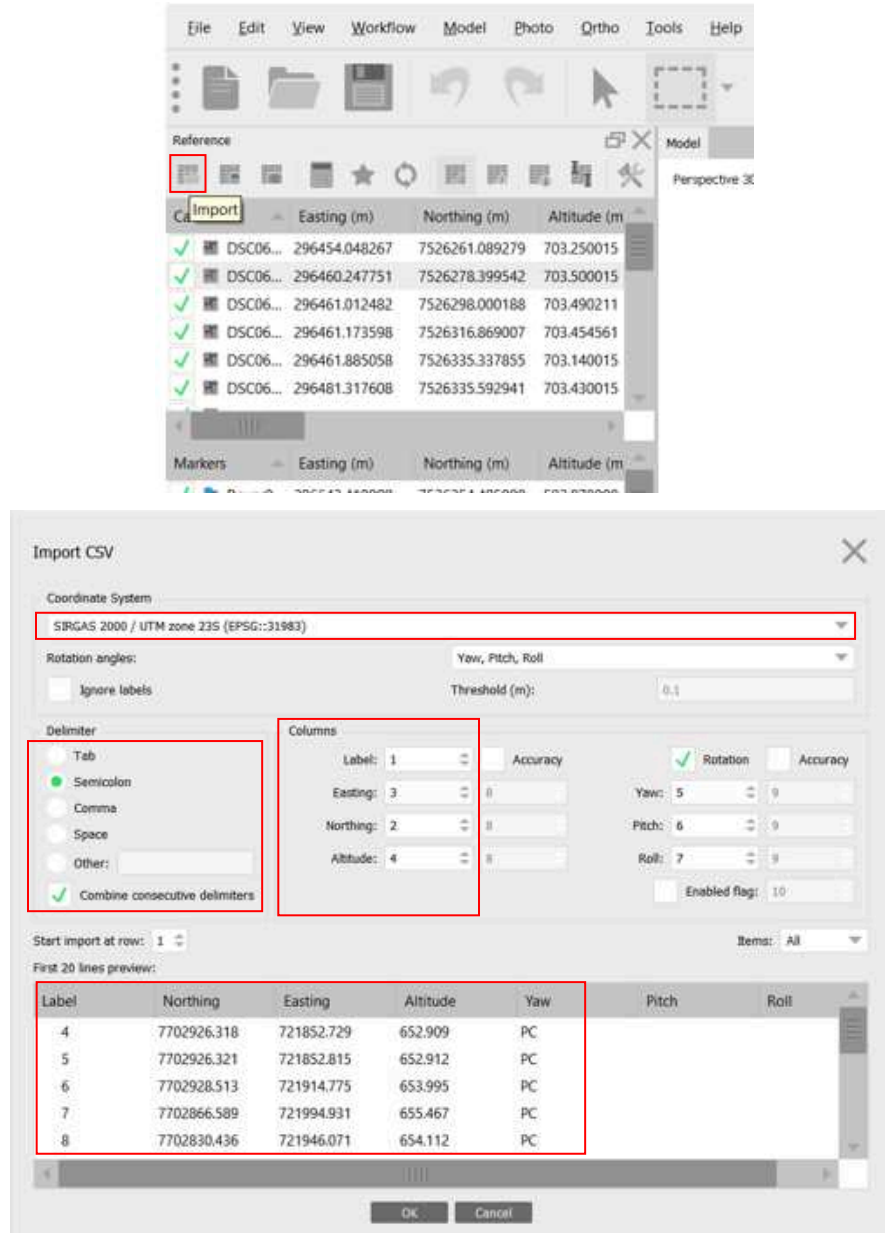 File Edit View Workflow Model Photo Ortho Tools Help
Reference
Model
Perspective 3D
Import
Ca Easting (m) Northing (m) Altitude (m
DSC06... 296454.048267 7526261.089279 703.250015
DSC06... 296460.247751 7526278.399542 703.500015
DSC06... 296461.012482 7526298.000188 703.490211
DSC06... 296461.173598 7526316.869007 703.454561
DSC06... 296461.885058 7526335.337855 703.140015
DSC06... 296481.317608 7526335.592941 703.430015
Markers Easting (m) Northing (m) Altitude (m
Import CSV
Coordinate System
SIRGAS 2000 / UTM zone 23S (EPSG::31983)
Rotation angles: Yaw, Pitch, Roll
Ignore labels Threshold (m): 0.1
Delimiter Columns
Tab Label: 1 Accuracy Rotation Accuracy
Semicolon Easting: 3 8 Yaw: 5 9
Comma
Northing: 2 8 Pitch: 6 9
Space
Other: Altitude: 4 8 Roll: 7 9
Combine consecutive delimiters Enabled flag: 10
Start import at row: 1 Items: All
First 20 lines preview:
Label Northing Easting Altitude Yaw Pitch Roll
4 7702926.318 721852.729 652.909 PC
5 7702926.321 721852.815 652.912 PC
6 7702928.513 721914.775 653.995 PC
7 7702866.589 721994.931 655.467 PC
8 7702830.436 721946.071 654.112 PC
OK Cancel